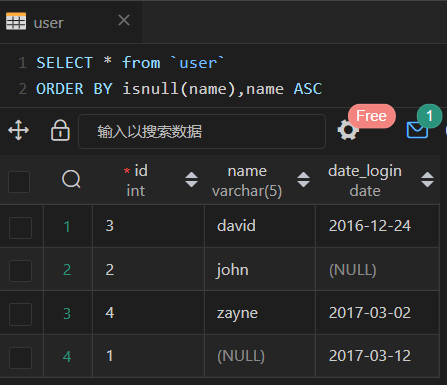 user
1 SELECT * from `user`
2 ORDER BY isnull(name),name ASC
输入以搜索数据
Free
1
* id name date_login
int varchar(5) date
1 3 david 2016-12-24
2 2 john (NULL)
3 4 zayne 2017-03-02
4 1 (NULL) 2017-03-12